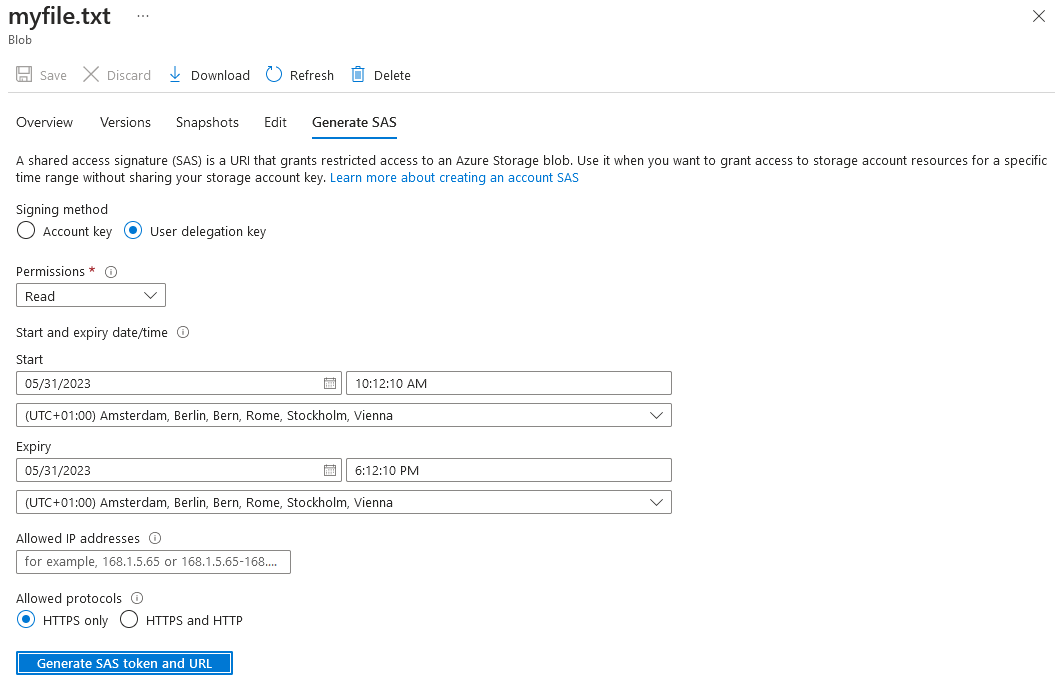 myfile.txt ...
Blob
Save Discard Download Refresh Delete
Overview Versions Snapshots Edit Generate SAS
A shared access signature (SAS) is a URI that grants restricted access to an Azure Storage blob. Use it when you want to grant access to storage account resources for a specific
time range without sharing your storage account key. Learn more about creating an account SAS
Signing method
Account key User delegation key
Permissions *
Read
Start and expiry date/time
Start
05/31/2023 10:12:10 AM
(UTC+01:00) Amsterdam, Berlin, Bern, Rome, Stockholm, Vienna
Expiry
05/31/2023 6:12:10 PM
(UTC+01:00) Amsterdam, Berlin, Bern, Rome, Stockholm, Vienna
Allowed IP addresses
for example, 168.1.5.65 or 168.1.5.65-168....
Allowed protocols
HTTPS only HTTPS and HTTP
Generate SAS token and URL